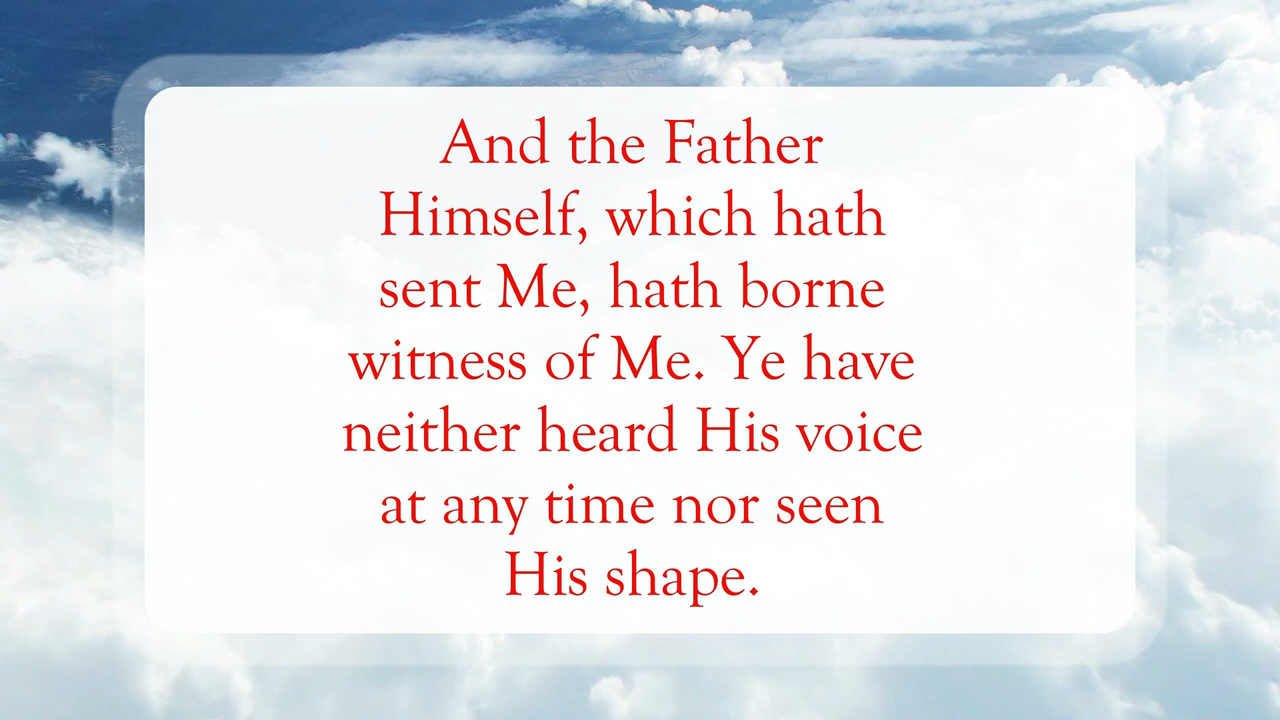 And the Father
Himself, which hath
sent Me, hath borne
witness of Me. Ye have
neither heard His voice
at any time nor seen
His shape.